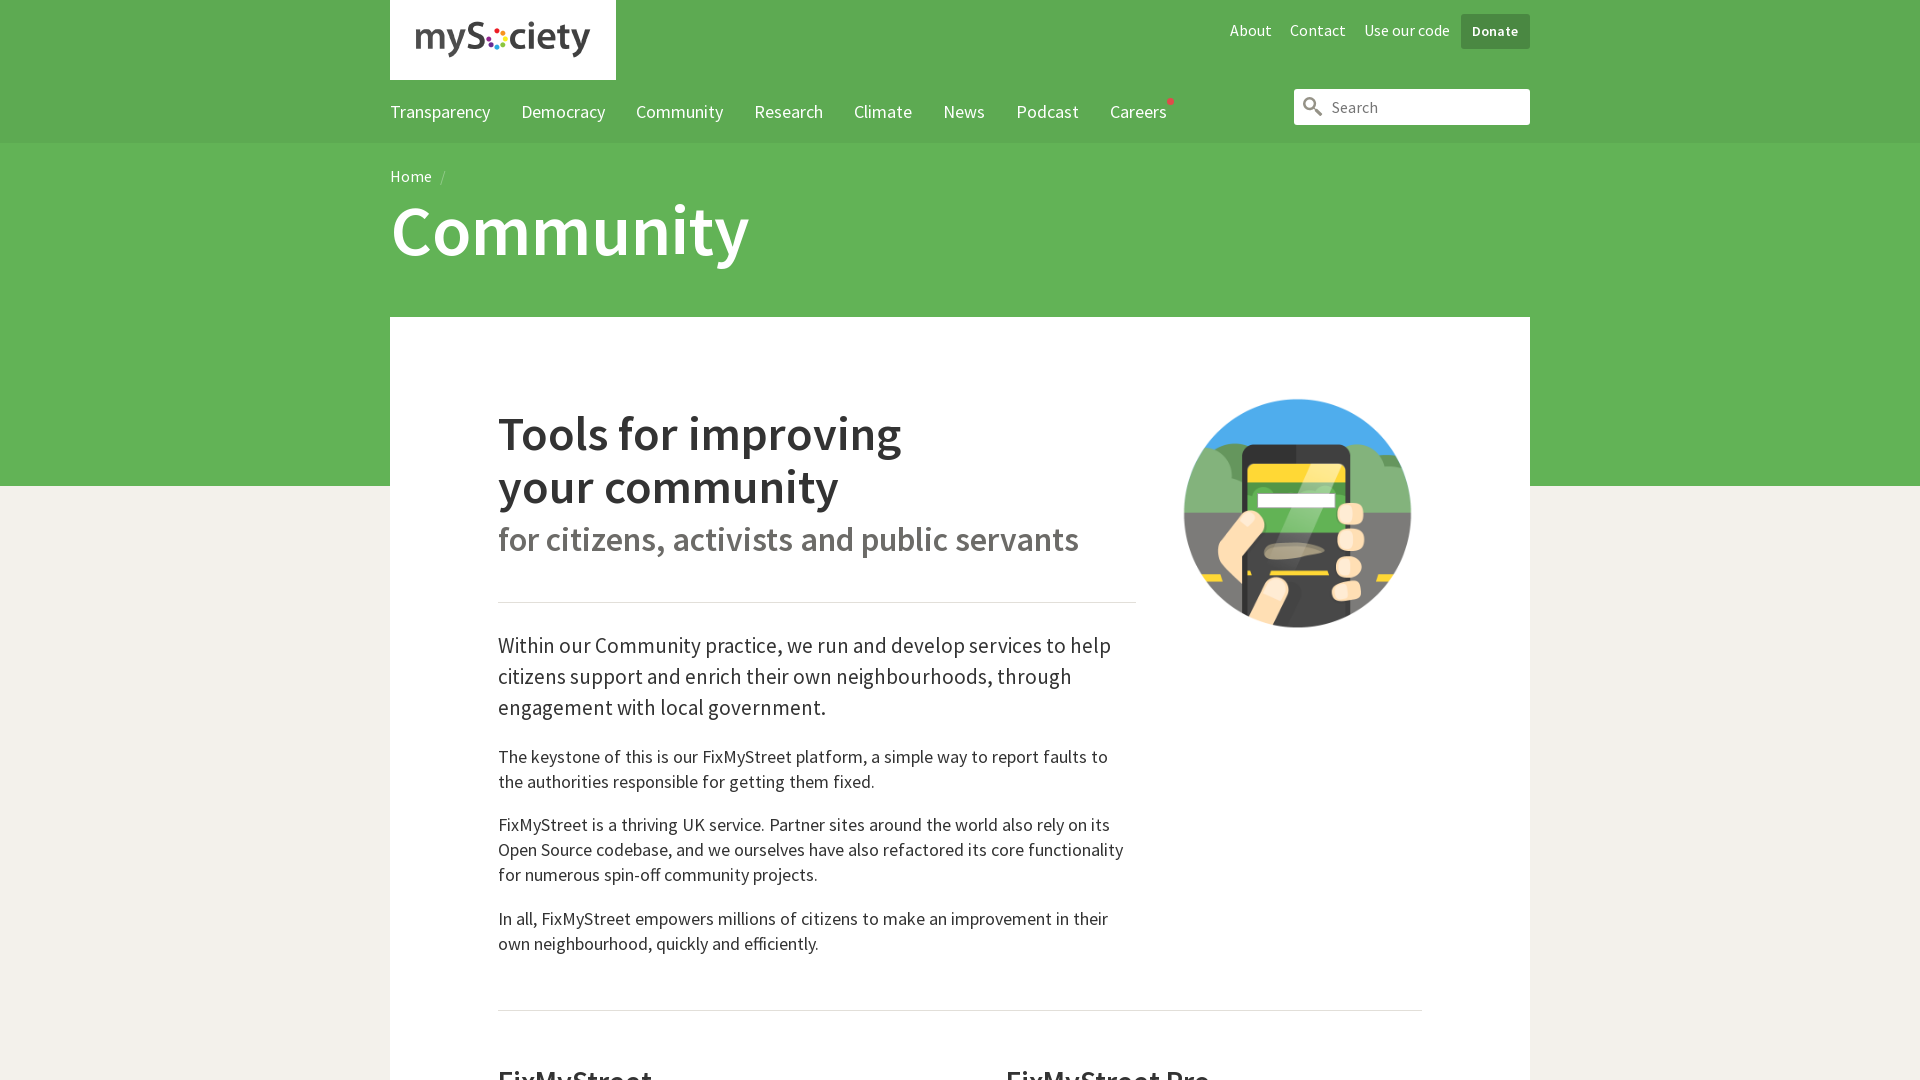 mySociety
About Contact Use our code Donate
Transparency Democracy Community Research Climate News Podcast Careers Search
Home /
Community
Tools for improving
your community
for citizens, activists and public servants
Within our Community practice, we run and develop services to help
citizens support and enrich their own neighbourhoods, through
engagement with local government.
The keystone of this is our FixMyStreet platform, a simple way to report faults to
the authorities responsible for getting them fixed.
FixMyStreet is a thriving UK service. Partner sites around the world also rely on its
Open Source codebase, and we ourselves have also refactored its core functionality
for numerous spin-off community projects.
In all, FixMyStreet empowers millions of citizens to make an improvement in their
own neighbourhood, quickly and efficiently.
FixMyStreet FixMyStreet Pro